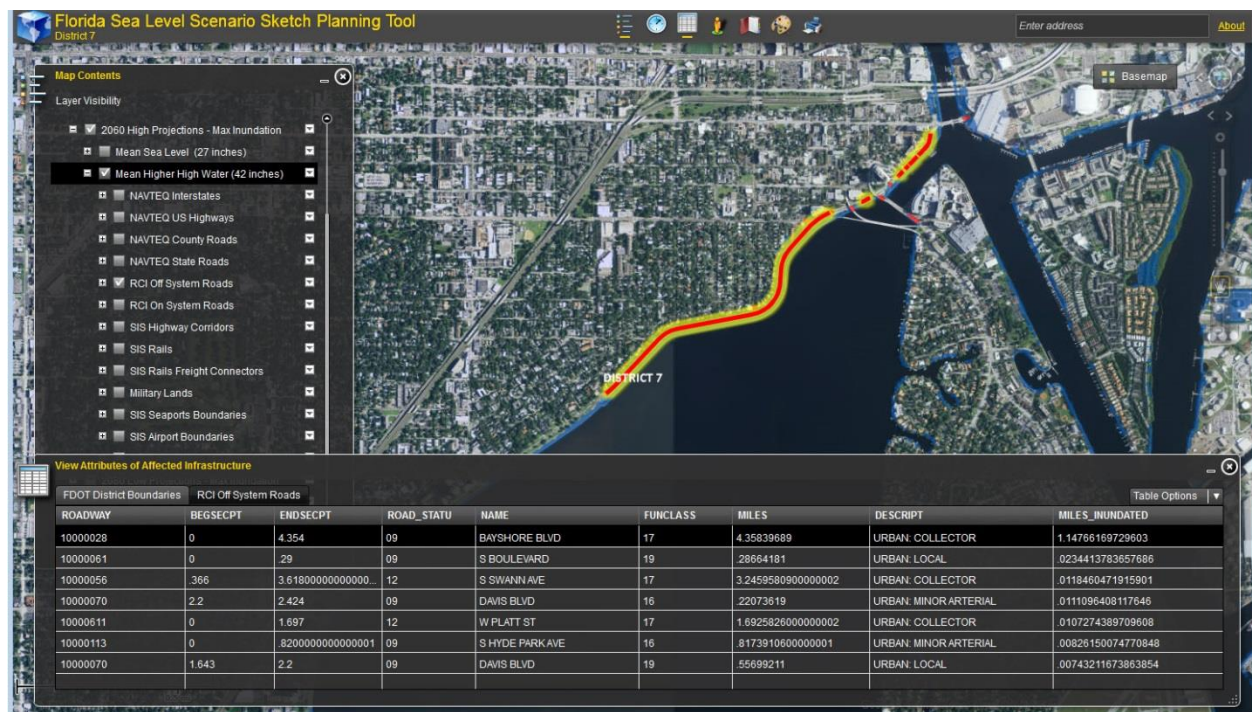 Florida Sea Level Scenario Sketch Planning Tool
District 7
Enter address
About
Basemap
Map Contents
Layer Visibility
2060 High Projections - Max Inundation
Mean Sea Level (27 inches)
Mean Higher High Water (42 inches)
NAVTEQ Interstates
NAVTEQ US Highways
NAVTEQ County Roads
NAVTEQ State Roads
RCI Off System Roads
RCI On System Roads
SIS Highway Corridors
SIS Rails
SIS Rails Freight Connectors
Military Lands
SIS Seaports Boundaries
SIS Airport Boundaries
DISTRICT 7
View Attributes of Affected Infrastructure
FDOT District Boundaries RCI Off System Roads Table Options
ROADWAY BEGSECPT ENDSECPT ROAD_STATU NAME FUNCLASS MILES DESCRIPT MILES_INUNDATED
10000028 0 4.354 09 BAYSHORE BLVD 17 4.35839689 URBAN: COLLECTOR 1.14766169729603
10000061 0 .29 09 S BOULEVARD 19 .28664181 URBAN: LOCAL .0234413783657686
10000056 .366 3.61800000000000... 12 S SWANN AVE 17 3.2459580900000002 URBAN: COLLECTOR .0118460471915901
10000070 2.2 2.424 09 DAVIS BLVD 16 .22073619 URBAN: MINOR ARTERIAL .0111096408117646
10000611 0 1.697 12 W PLATT ST 17 1.6925826000000002 URBAN: COLLECTOR .0107274389709608
10000113 0 .8200000000000001 09 S HYDE PARK AVE 16 .8173910600000001 URBAN: MINOR ARTERIAL .00826150074770848
10000070 1.643 2.2 09 DAVIS BLVD 19 .55699211 URBAN: LOCAL .00743211673863854